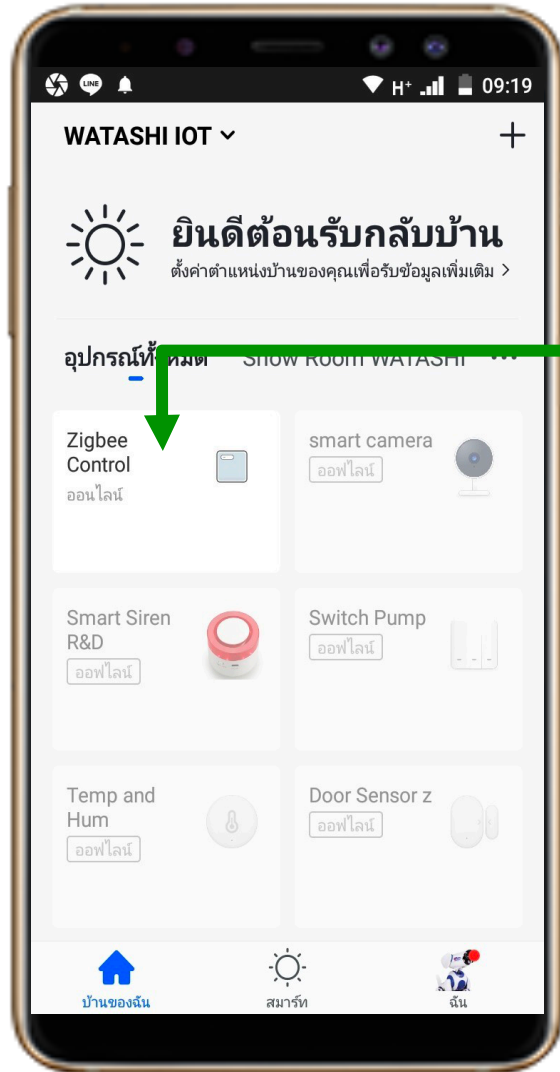 LINE
H+ 09:19
WATASHI IOT
ยินดีต้อนรับกลับบ้าน
ตั้งค่าตำแหน่งบ้านของคุณเพื่อรับข้อมูลเพิ่มเติม >
อุปกรณ์ทั้งหมด Show Room WATASHI ...
Zigbee
Control
ออนไลน์
smart camera
ออฟไลน์
Smart Siren
R&D
ออฟไลน์
Switch Pump
ออฟไลน์
Temp and
Hum
ออฟไลน์
Door Sensor z
ออฟไลน์
บ้านของฉัน
สมาร์ท
ฉัน